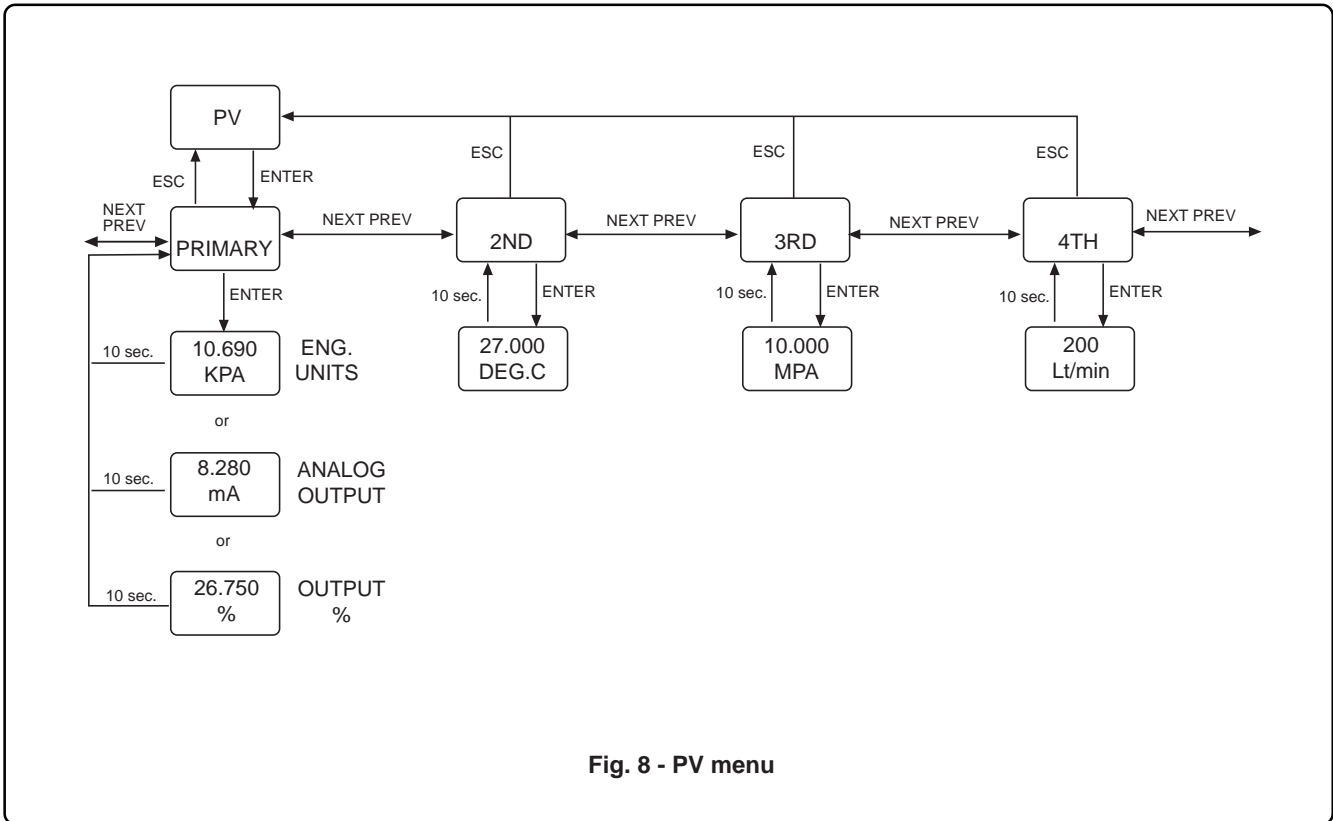 PV
ESC
ESC
ESC
ESC
ENTER
NEXT
PREV
NEXT PREV
NEXT PREV
NEXT PREV
NEXT PREV
PRIMARY
2ND
3RD
4TH
ENTER
10 sec.
ENTER
10 sec.
ENTER
10 sec.
ENTER
10 sec.
10.690
KPA
ENG.
UNITS
27.000
DEG.C
10.000
MPA
200
Lt/min
or
10 sec.
8.280
mA
ANALOG
OUTPUT
or
10 sec.
26.750
%
OUTPUT
%
Fig. 8 - PV menu